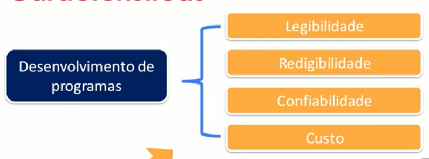 Desenvolvimento de
programas
Legibilidade
Redigibilidade
Confiabilidade
Custo